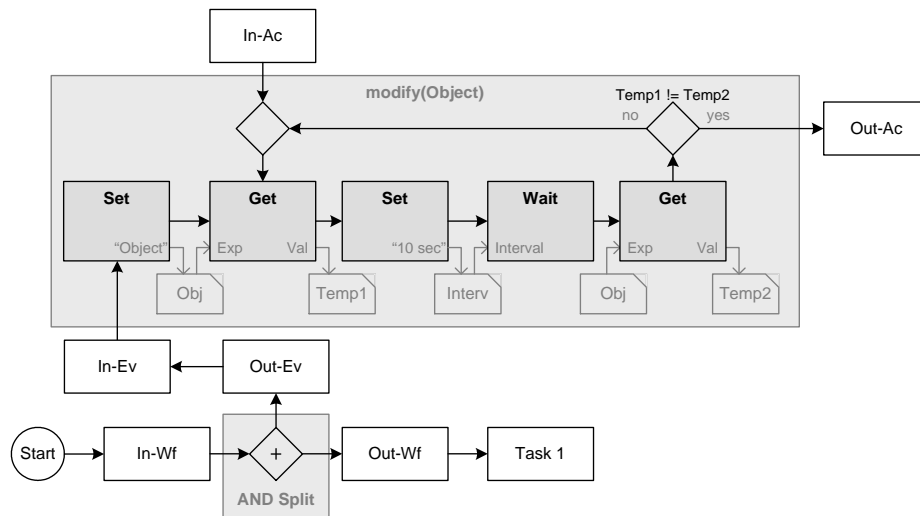 In-Ac
modify(Object)
Temp1 != Temp2
no
yes
Out-Ac
Set
Get
Set
Wait
Get
“Object”
Exp
Val
“10 sec”
Interval
Exp
Val
Obj
Temp1
Interv
Obj
Temp2
In-Ev
Out-Ev
Start
In-Wf
+
Out-Wf
Task 1
AND Split